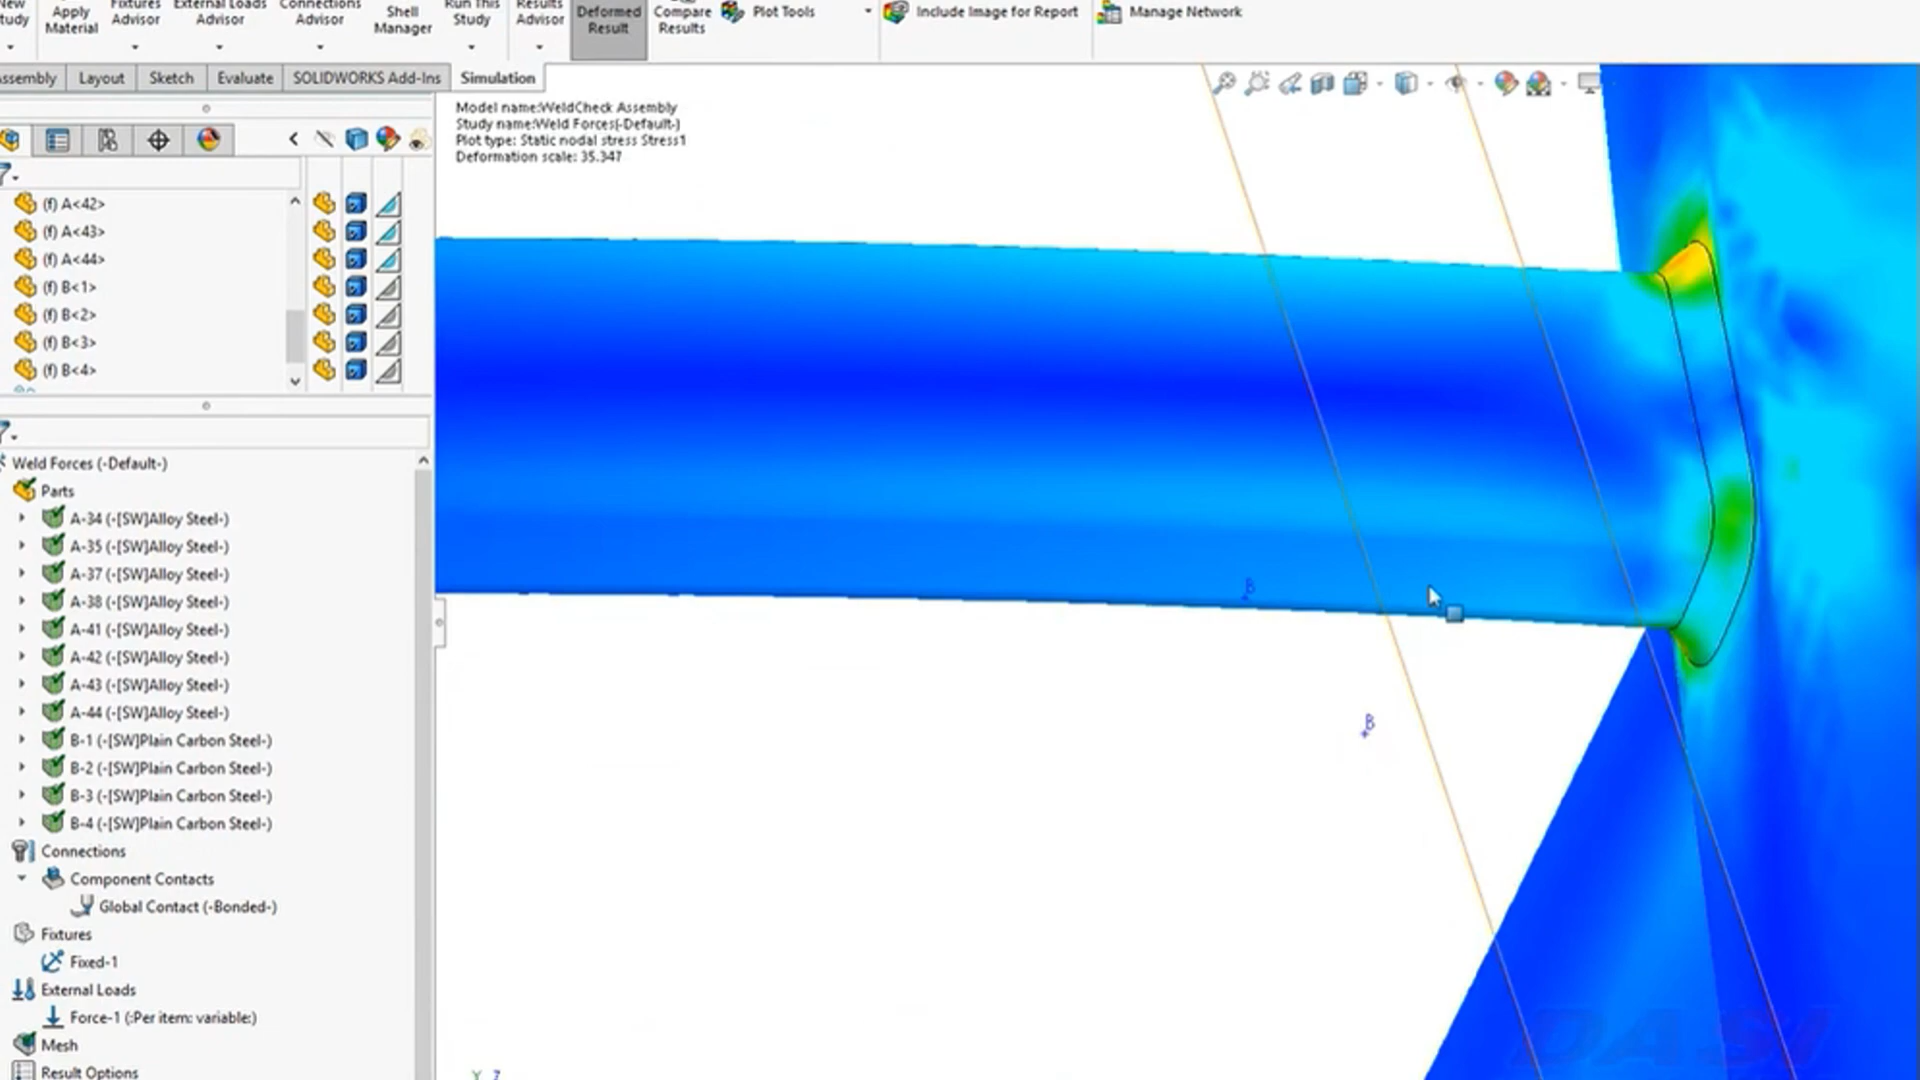 New
Study
Apply
Material
Fixtures
Advisor
External Loads
Advisor
Connections
Advisor
Shell
Manager
Run This
Study
Results
Advisor
Deformed
Result
Compare
Results
Plot Tools
Include Image for Report
Manage Network
Assembly
Layout
Sketch
Evaluate
SOLIDWORKS Add-Ins
Simulation
Model name:WeldCheck Assembly
Study name:Weld Forces(-Default-)
Plot type: Static nodal stress Stress1
Deformation scale: 35.347
(f) A<42>
(f) A<43>
(f) A<44>
(f) B<1>
(f) B<2>
(f) B<3>
(f) B<4>
Weld Forces (-Default-)
Parts
A-34 (-[SW]Alloy Steel-)
A-35 (-[SW]Alloy Steel-)
A-37 (-[SW]Alloy Steel-)
A-38 (-[SW]Alloy Steel-)
A-41 (-[SW]Alloy Steel-)
A-42 (-[SW]Alloy Steel-)
A-43 (-[SW]Alloy Steel-)
A-44 (-[SW]Alloy Steel-)
B-1 (-[SW]Plain Carbon Steel-)
B-2 (-[SW]Plain Carbon Steel-)
B-3 (-[SW]Plain Carbon Steel-)
B-4 (-[SW]Plain Carbon Steel-)
Connections
Component Contacts
Global Contact (-Bonded-)
Fixtures
Fixed-1
External Loads
Force-1 (:Per item: variable:)
Mesh
Result Options
B
B
Y Z